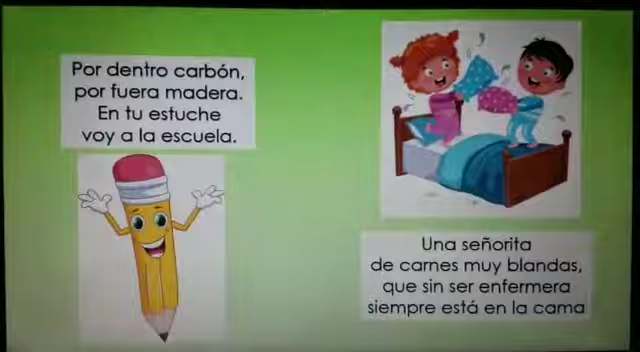 Por dentro carbón,
por fuera madera.
En tu estuche
voy a la escuela.
Una señorita
de carnes muy blandas,
que sin ser enfermera
siempre está en la cama